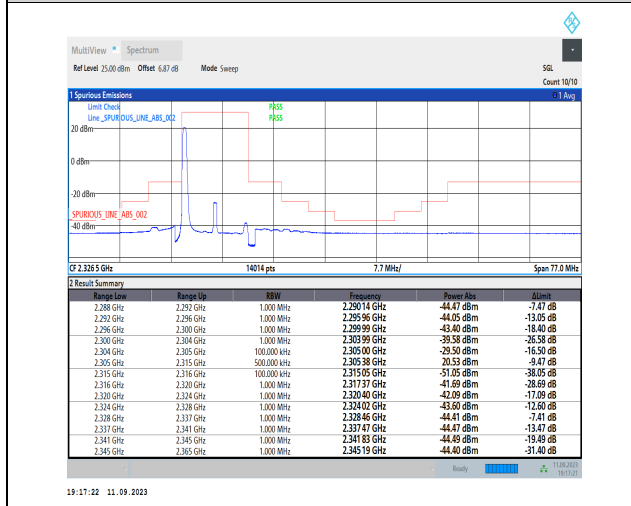 MultiView Spectrum
Ref Level 25.00 dBm Offset 6.87 dB Mode Sweep SGL
Count 10/10
1 Spurious Emissions 1 Avg
Limit Check PASS
Line _SPURIOUS_LINE_ABS_002 PASS
20 dBm
0 dBm
-20 dBm
SPURIOUS_LINE_ABS_002
-40 dBm
CF 2.3265 GHz 14014 pts 7.7 MHz/ Span 77.0 MHz
2 Result Summary
Range Low Range Up RBW Frequency Power Abs ΔLimit
2.288 GHz 2.292 GHz 1.000 MHz 2.29014 GHz -44.47 dBm -7.47 dB
2.292 GHz 2.296 GHz 1.000 MHz 2.29596 GHz -44.05 dBm -13.05 dB
2.296 GHz 2.300 GHz 1.000 MHz 2.29999 GHz -43.40 dBm -18.40 dB
2.300 GHz 2.304 GHz 1.000 MHz 2.30399 GHz -39.58 dBm -26.58 dB
2.304 GHz 2.305 GHz 100.000 kHz 2.30500 GHz -29.50 dBm -16.50 dB
2.305 GHz 2.315 GHz 500.000 kHz 2.30538 GHz 20.53 dBm -9.47 dB
2.315 GHz 2.316 GHz 100.000 kHz 2.31505 GHz -51.05 dBm -38.05 dB
2.316 GHz 2.320 GHz 1.000 MHz 2.31737 GHz -41.69 dBm -28.69 dB
2.320 GHz 2.324 GHz 1.000 MHz 2.32040 GHz -42.09 dBm -17.09 dB
2.324 GHz 2.328 GHz 1.000 MHz 2.32402 GHz -43.60 dBm -12.60 dB
2.328 GHz 2.337 GHz 1.000 MHz 2.32846 GHz -44.41 dBm -7.41 dB
2.337 GHz 2.341 GHz 1.000 MHz 2.33747 GHz -44.47 dBm -13.47 dB
2.341 GHz 2.345 GHz 1.000 MHz 2.34183 GHz -44.49 dBm -19.49 dB
2.345 GHz 2.365 GHz 1.000 MHz 2.34519 GHz -44.40 dBm -31.40 dB
Ready 11.09.2023
19:17:21
19:17:22 11.09.2023